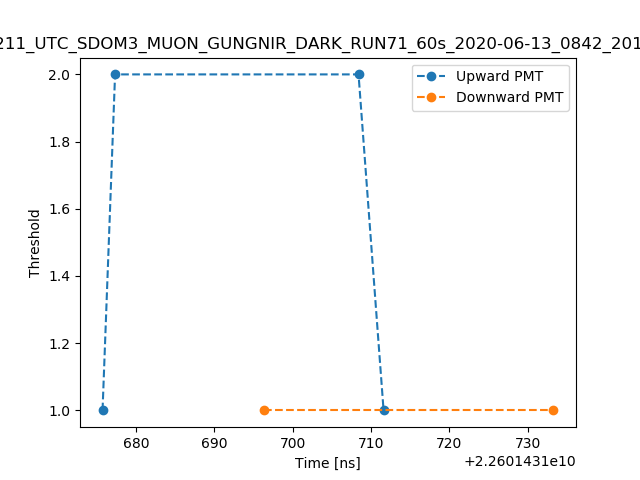 211_UTC_SDOM3_MUON_GUNGNIR_DARK_RUN71_60s_2020-06-13_0842_201
Upward PMT
Downward PMT
2.0
1.8
1.6
1.4
1.2
1.0
Threshold
680 690 700 710 720 730
Time [ns]
+2.2601431e10